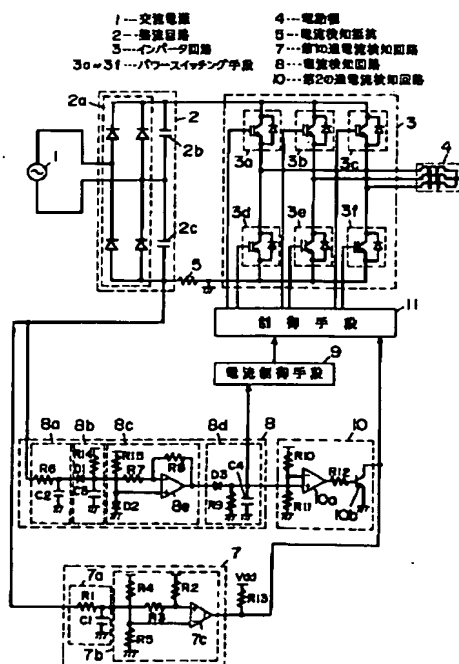 1…交流電源
2…整流回路
3…インバータ回路
3a〜3f…パワースイッチング手段
4…電動機
5…電流検知抵抗
7…第1の過電流検知回路
8…電流検知回路
10…第2の過電流検知回路
2a
2
2b
2c
1
3
3a
3b
3c
3d
3e
3f
4
5
11
制御手段
9
電流制御手段
8a
8b
8c
8d
8
10
R6
C2
R14
D1
C3
R15
R7
R8
D2
8e
D3
R9
C4
R10
R11
10a
R12
10b
7
7a
R1
C1
7b
R4
R2
R3
R5
7c
Vdd
R13